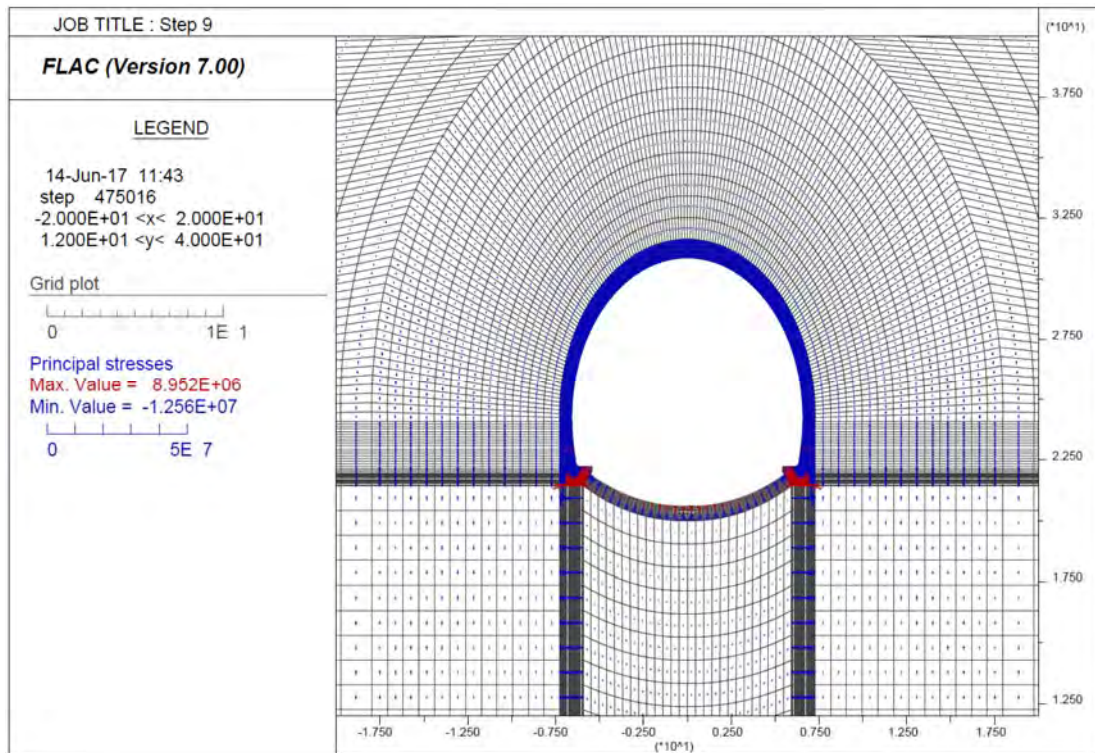 JOB TITLE : Step 9
(*10^1)
FLAC (Version 7.00)
LEGEND
14-Jun-17 11:43
step 475016
-2.000E+01 <x< 2.000E+01
1.200E+01 <y< 4.000E+01
Grid plot
0 1E 1
Principal stresses
Max. Value = 8.952E+06
Min. Value = -1.256E+07
0 5E 7
3.750
3.250
2.750
2.250
1.750
1.250
-1.750 -1.250 -0.750 -0.250 0.250 0.750 1.250 1.750
(*10^1)